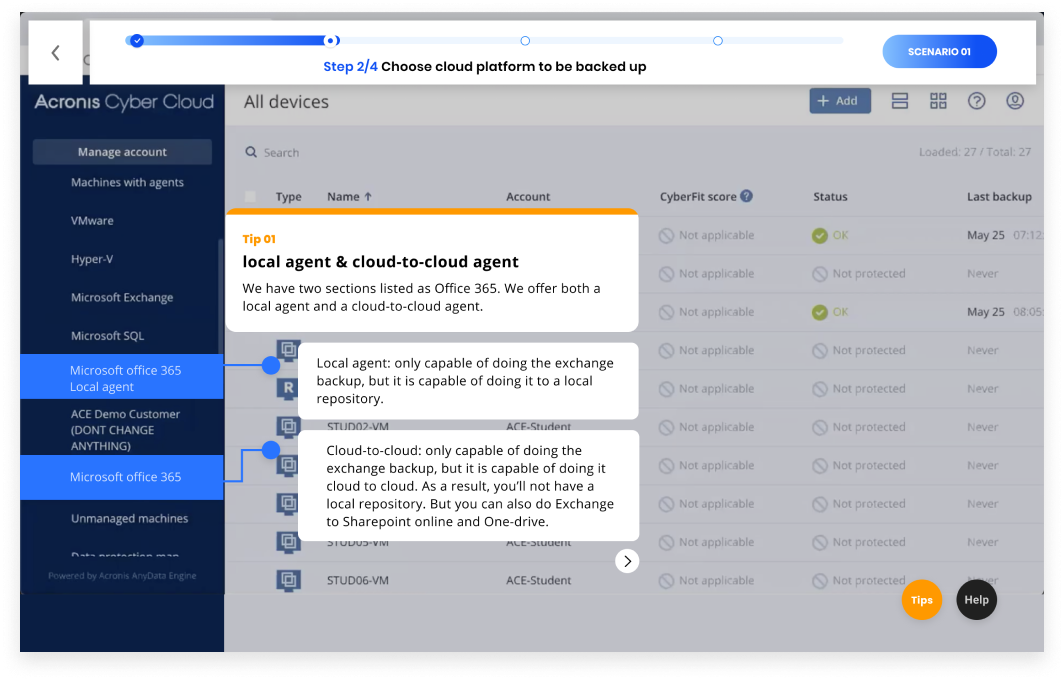 Step 2/4 Choose cloud platform to be backed up
SCENARIO 01
Acronis Cyber Cloud
All devices
+ Add
Manage account
Search
Loaded: 27 / Total: 27
Machines with agents
VMware
Hyper-V
Microsoft Exchange
Microsoft SQL
Microsoft office 365
Local agent
ACE Demo Customer
(DONT CHANGE
ANYTHING)
Microsoft office 365
Unmanaged machines
Powered by Acronis AnyData Engine
Type Name ↑ Account CyberFit score ? Status Last backup
Not applicable OK May 25 07:12
Not applicable Not protected Never
Not applicable OK May 25 08:05
Not applicable Not protected Never
R Not applicable Not protected Never
STUD02-VM ACE-Student Not applicable Not protected Never
Not applicable Not protected Never
Not applicable Not protected Never
STUD05-VM ACE-Student Not applicable Not protected Never
STUD06-VM ACE-Student Not applicable Not protected Never
Tip 01
local agent & cloud-to-cloud agent
We have two sections listed as Office 365. We offer both a
local agent and a cloud-to-cloud agent.
Local agent: only capable of doing the exchange
backup, but it is capable of doing it to a local
repository.
Cloud-to-cloud: only capable of doing the
exchange backup, but it is capable of doing it
cloud to cloud. As a result, you’ll not have a
local repository. But you can also do Exchange
to Sharepoint online and One-drive.
Tips
Help